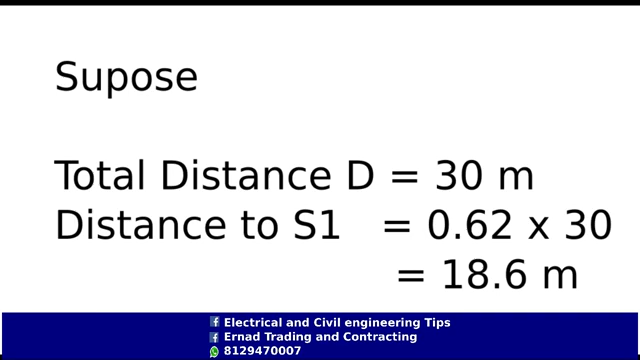 Supose
Total Distance D = 30 m
Distance to S1 = 0.62 x 30
= 18.6 m
Electrical and Civil engineering Tips
Ernad Trading and Contracting
8129470007